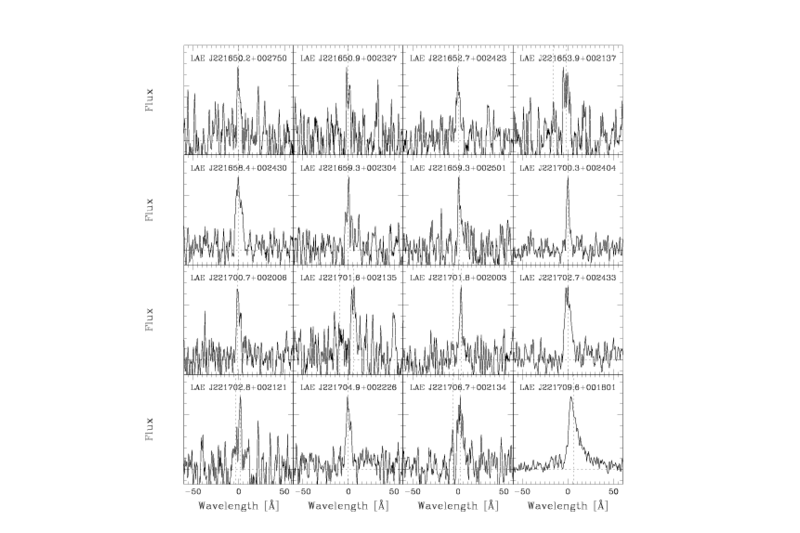 LAE J221650.2+002750 LAE J221650.9+002327 LAE J221652.7+002423 LAE J221653.9+002137
Flux
LAE J221658.4+002430 LAE J221659.3+002304 LAE J221659.3+002501 LAE J221700.3+002404
Flux
LAE J221700.7+002008 LAE J221701.6+002135 LAE J221701.8+002003 LAE J221702.7+002433
Flux
LAE J221702.8+002121 LAE J221704.9+002226 LAE J221706.7+002134 LAE J221709.6+001801
Flux
−50 0 50 −50 0 50 −50 0 50 −50 0 50
Wavelength [Å] Wavelength [Å] Wavelength [Å] Wavelength [Å]